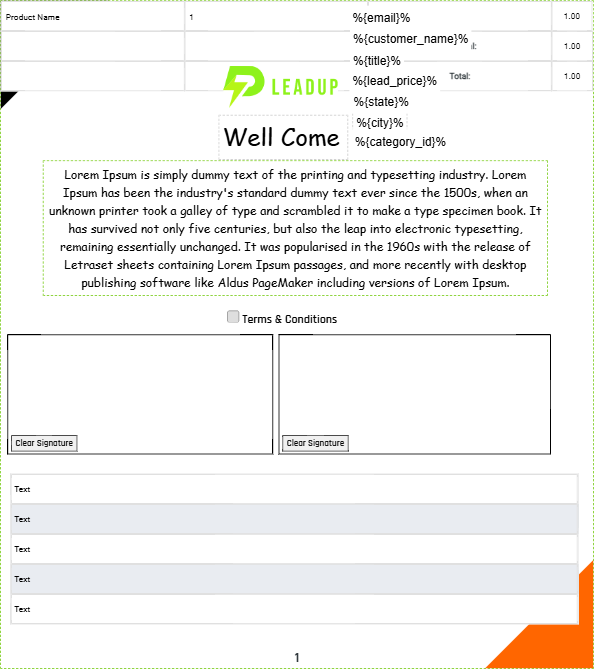 Product Name 1 %{email}% 1.00
%{customer_name}% l: 1.00
%{title}%
%{lead_price}% Total: 1.00
LEADUP
%{state}%
%{city}%
%{category_id}%
Well Come
Lorem Ipsum is simply dummy text of the printing and typesetting industry. Lorem
Ipsum has been the industry's standard dummy text ever since the 1500s, when an
unknown printer took a galley of type and scrambled it to make a type specimen book. It
has survived not only five centuries, but also the leap into electronic typesetting,
remaining essentially unchanged. It was popularised in the 1960s with the release of
Letraset sheets containing Lorem Ipsum passages, and more recently with desktop
publishing software like Aldus PageMaker including versions of Lorem Ipsum.
Terms & Conditions
Clear Signature Clear Signature
Text
Text
Text
Text
Text
1